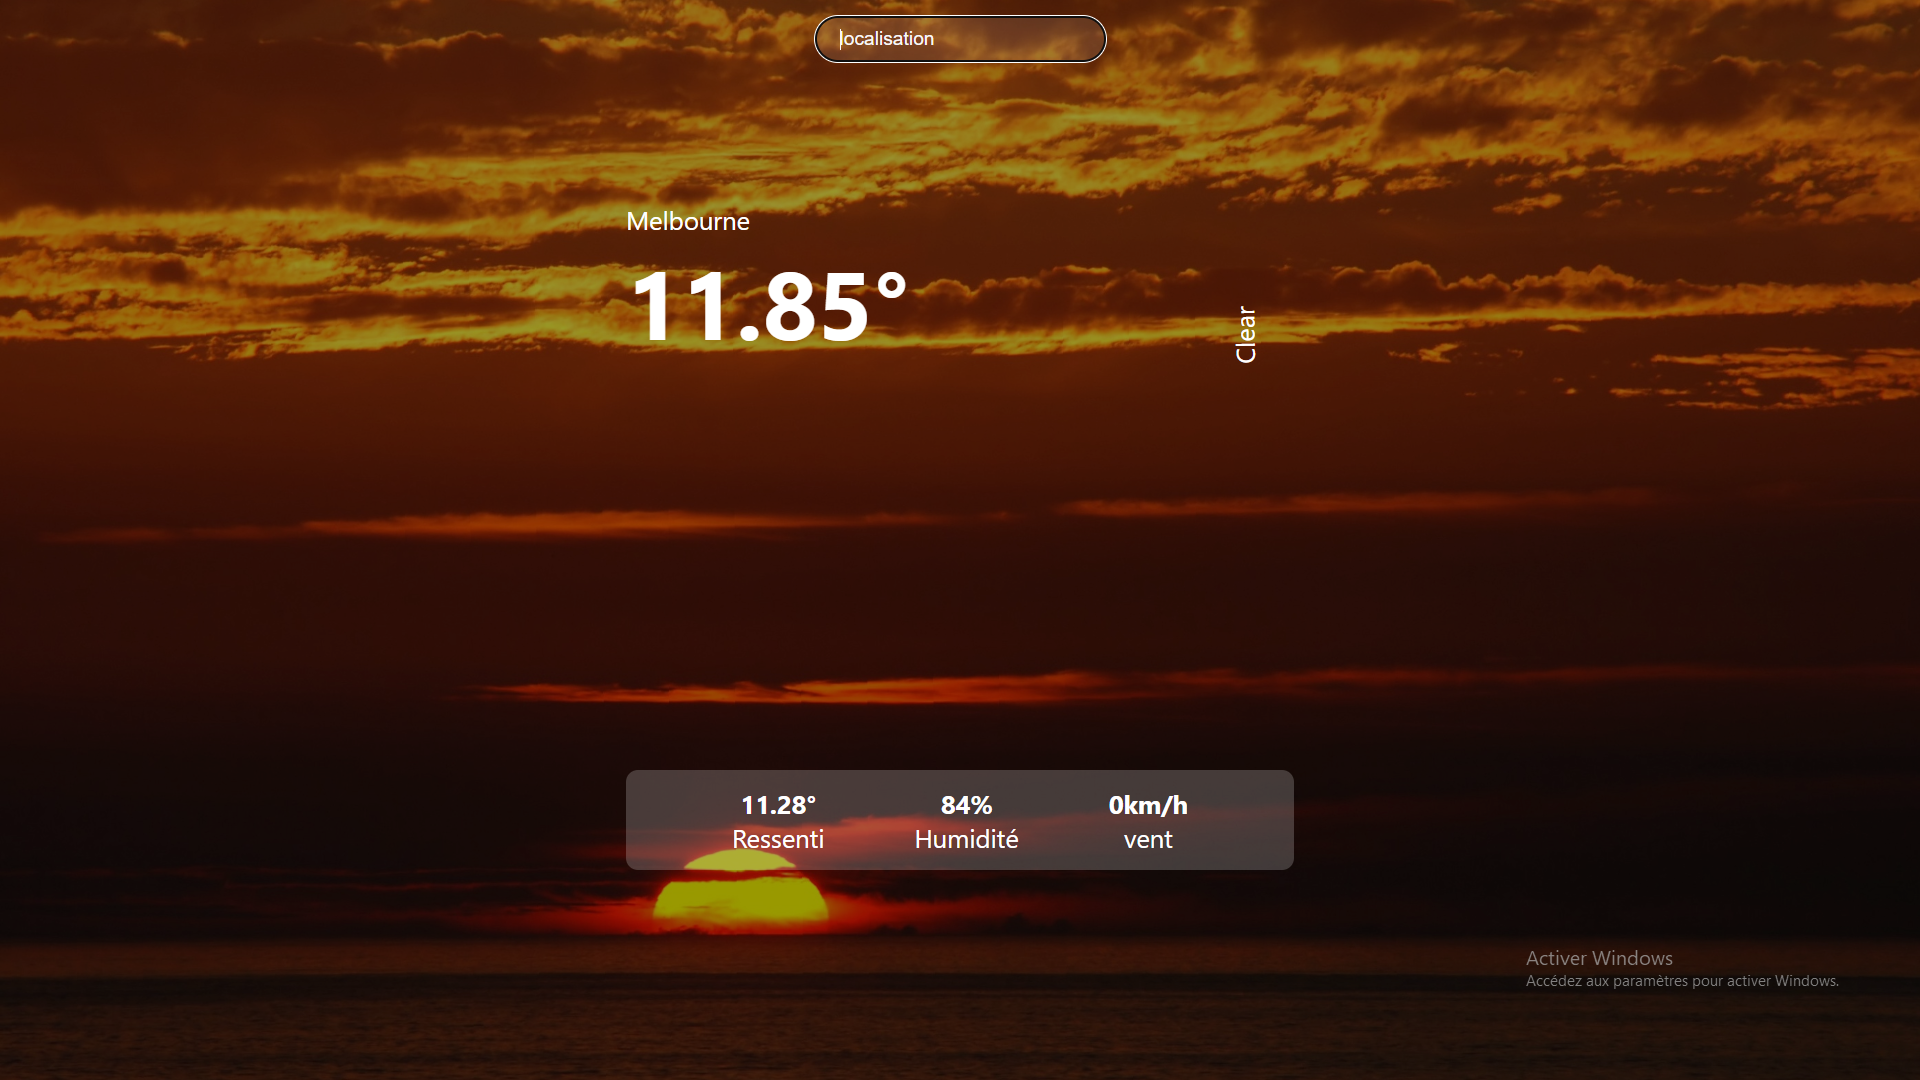 localisation
Melbourne
11.85°
Clear
11.28°
Ressenti
84%
Humidité
0km/h
vent
Activer Windows
Accédez aux paramètres pour activer Windows.